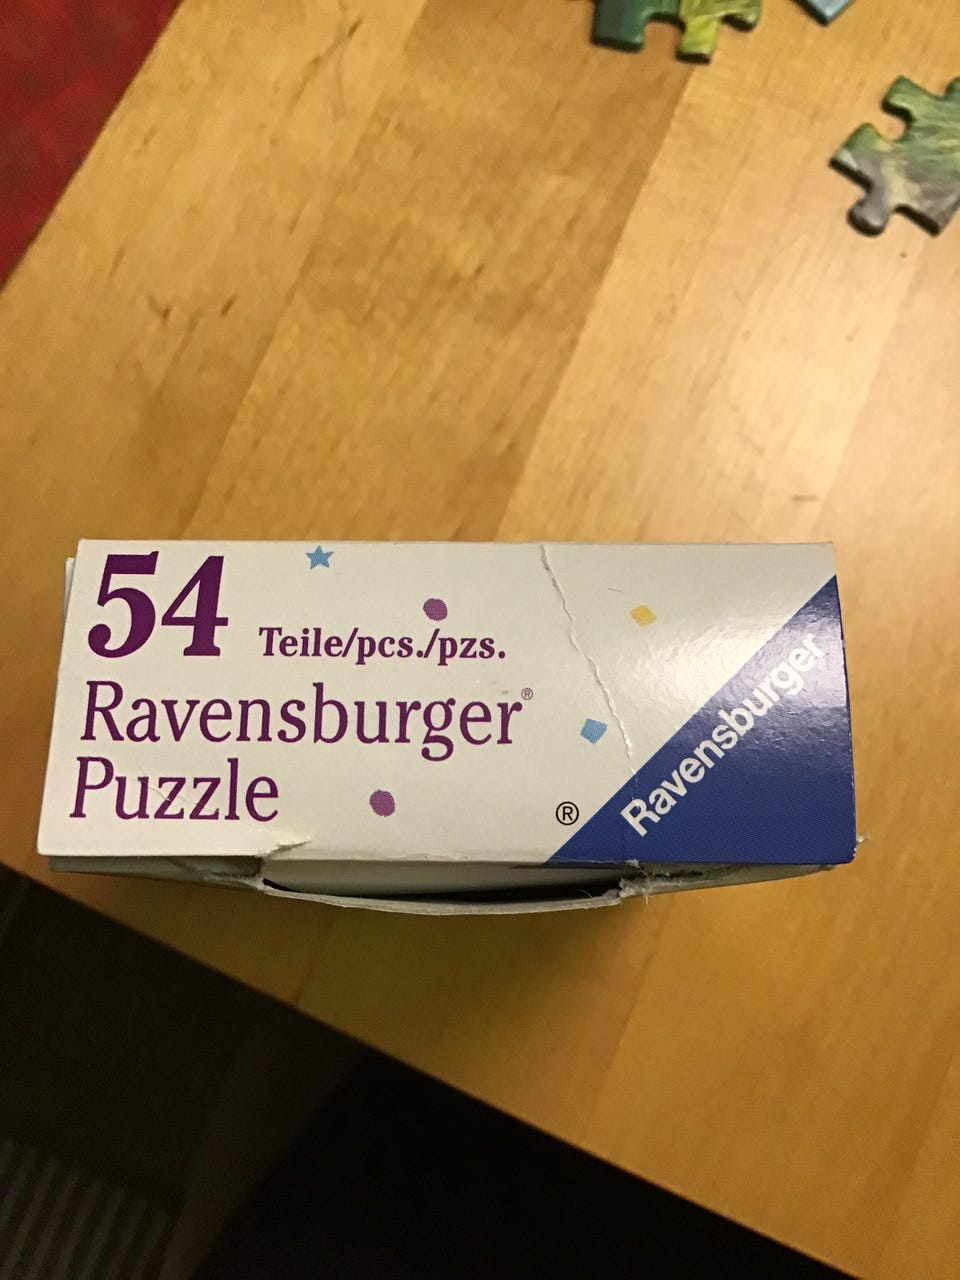 54 Teile/pcs./pzs.
Ravensburger®
Puzzle
®
Ravensburger